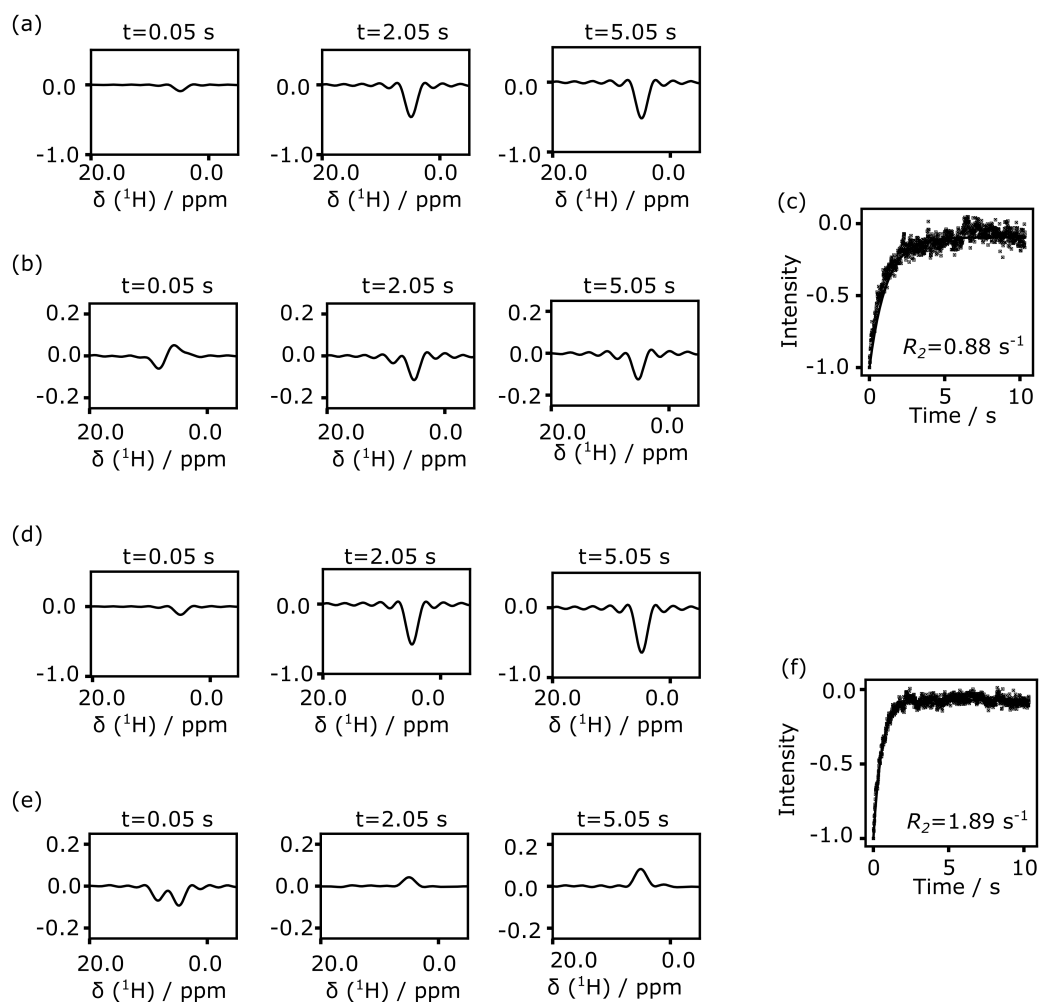 (a)
t=0.05 s
t=2.05 s
t=5.05 s
0.0
-1.0
20.0 0.0
δ (¹H) / ppm
0.0
-1.0
20.0 0.0
δ (¹H) / ppm
0.0
-1.0
20.0 0.0
δ (¹H) / ppm
(b)
t=0.05 s
t=2.05 s
t=5.05 s
0.2
0.0
-0.2
20.0 0.0
δ (¹H) / ppm
0.2
0.0
-0.2
20.0 0.0
δ (¹H) / ppm
0.2
0.0
-0.2
20.0 0.0
δ (¹H) / ppm
(c)
0.0
-0.5
-1.0
Intensity
R₂=0.88 s⁻¹
0 5 10
Time / s
(d)
t=0.05 s
t=2.05 s
t=5.05 s
0.0
-1.0
20.0 0.0
δ (¹H) / ppm
0.0
-1.0
20.0 0.0
δ (¹H) / ppm
0.0
-1.0
20.0 0.0
δ (¹H) / ppm
(e)
t=0.05 s
t=2.05 s
t=5.05 s
0.2
0.0
-0.2
20.0 0.0
δ (¹H) / ppm
0.2
0.0
-0.2
20.0 0.0
δ (¹H) / ppm
0.2
0.0
-0.2
20.0 0.0
δ (¹H) / ppm
(f)
0.0
-0.5
-1.0
Intensity
R₂=1.89 s⁻¹
0 5 10
Time / s